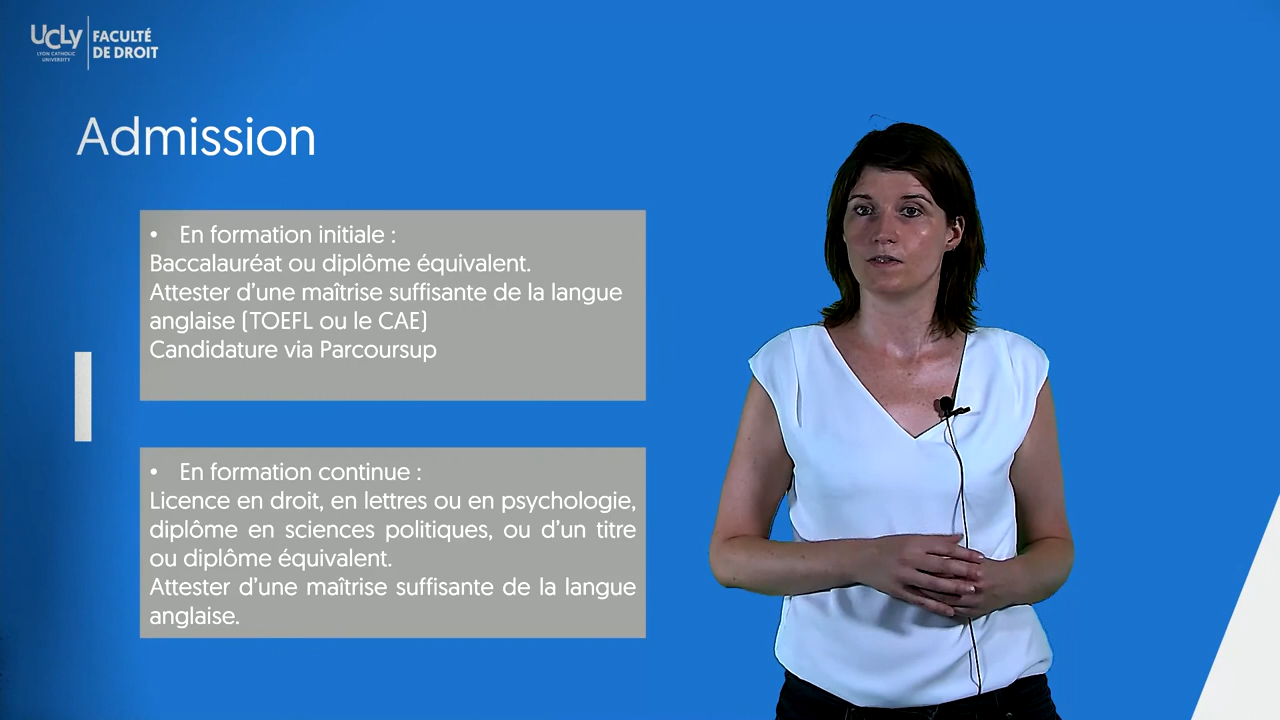 UCLY
LYON CATHOLIC
UNIVERSITY
FACULTÉ
DE DROIT
Admission
• En formation initiale :
Baccalauréat ou diplôme équivalent.
Attester d'une maîtrise suffisante de la langue
anglaise (TOEFL ou le CAE)
Candidature via Parcoursup
• En formation continue :
Licence en droit, en lettres ou en psychologie,
diplôme en sciences politiques, ou d'un titre
ou diplôme équivalent.
Attester d'une maîtrise suffisante de la langue
anglaise.